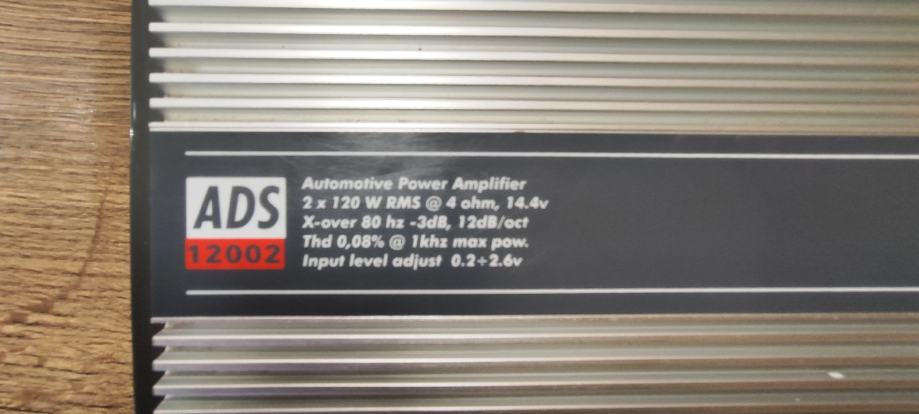 ADS
12002
Automotive Power Amplifier
2 x 120 W RMS @ 4 ohm, 14.4v
X-over 80 hz -3dB, 12dB/oct
Thd 0,08% @ 1khz max pow.
Input level adjust 0.2÷2.6v